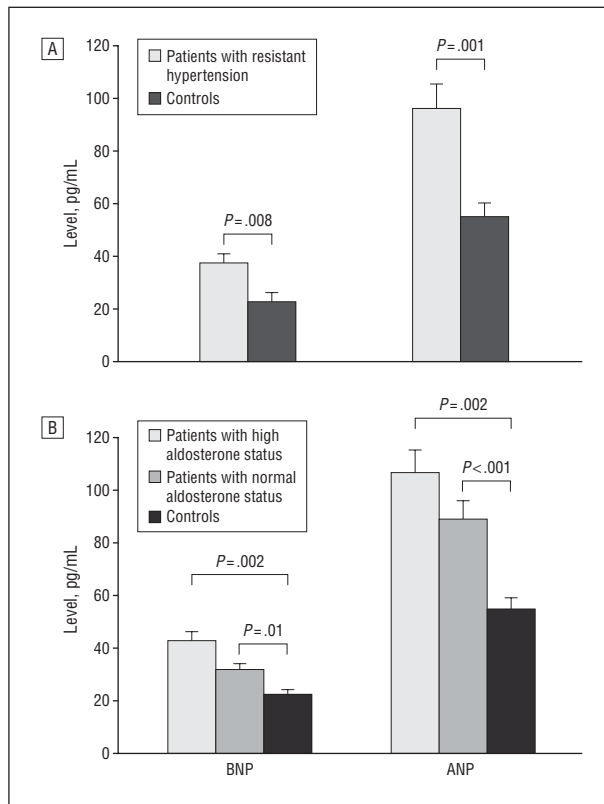 A
Patients with resistant
hypertension
Controls
P = .001
P = .008
Level, pg/mL
120
100
80
60
40
20
0
B
Patients with high
aldosterone status
Patients with normal
aldosterone status
Controls
P = .002
P < .001
P = .002
P = .01
Level, pg/mL
120
100
80
60
40
20
0
BNP
ANP